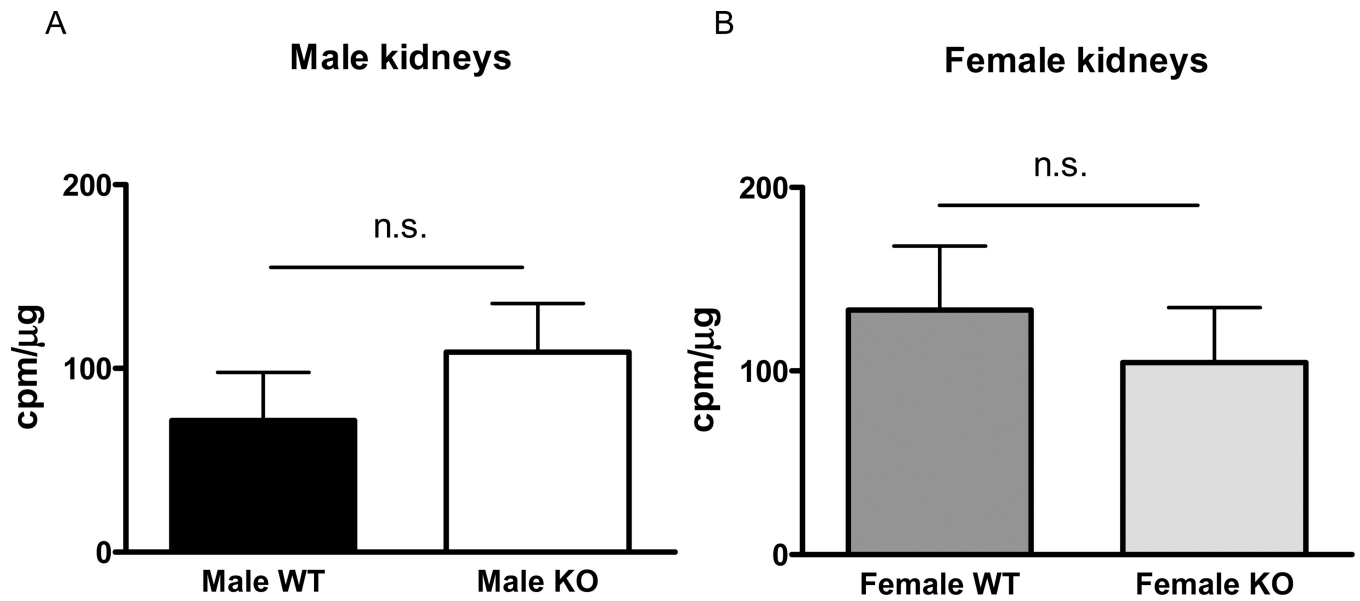 A
Male kidneys
200
n.s.
100
0
cpm/µg
Male WT
Male KO
B
Female kidneys
200
n.s.
100
0
cpm/µg
Female WT
Female KO